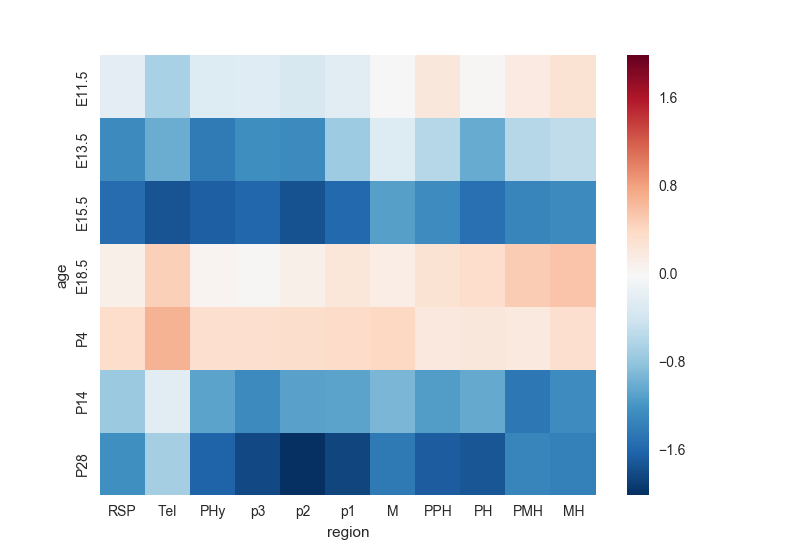 E11.5
E13.5
E15.5
E18.5
P4
P14
P28
age
RSP Tel PHy p3 p2 p1 M PPH PH PMH MH
region
1.6
0.8
0.0
−0.8
−1.6